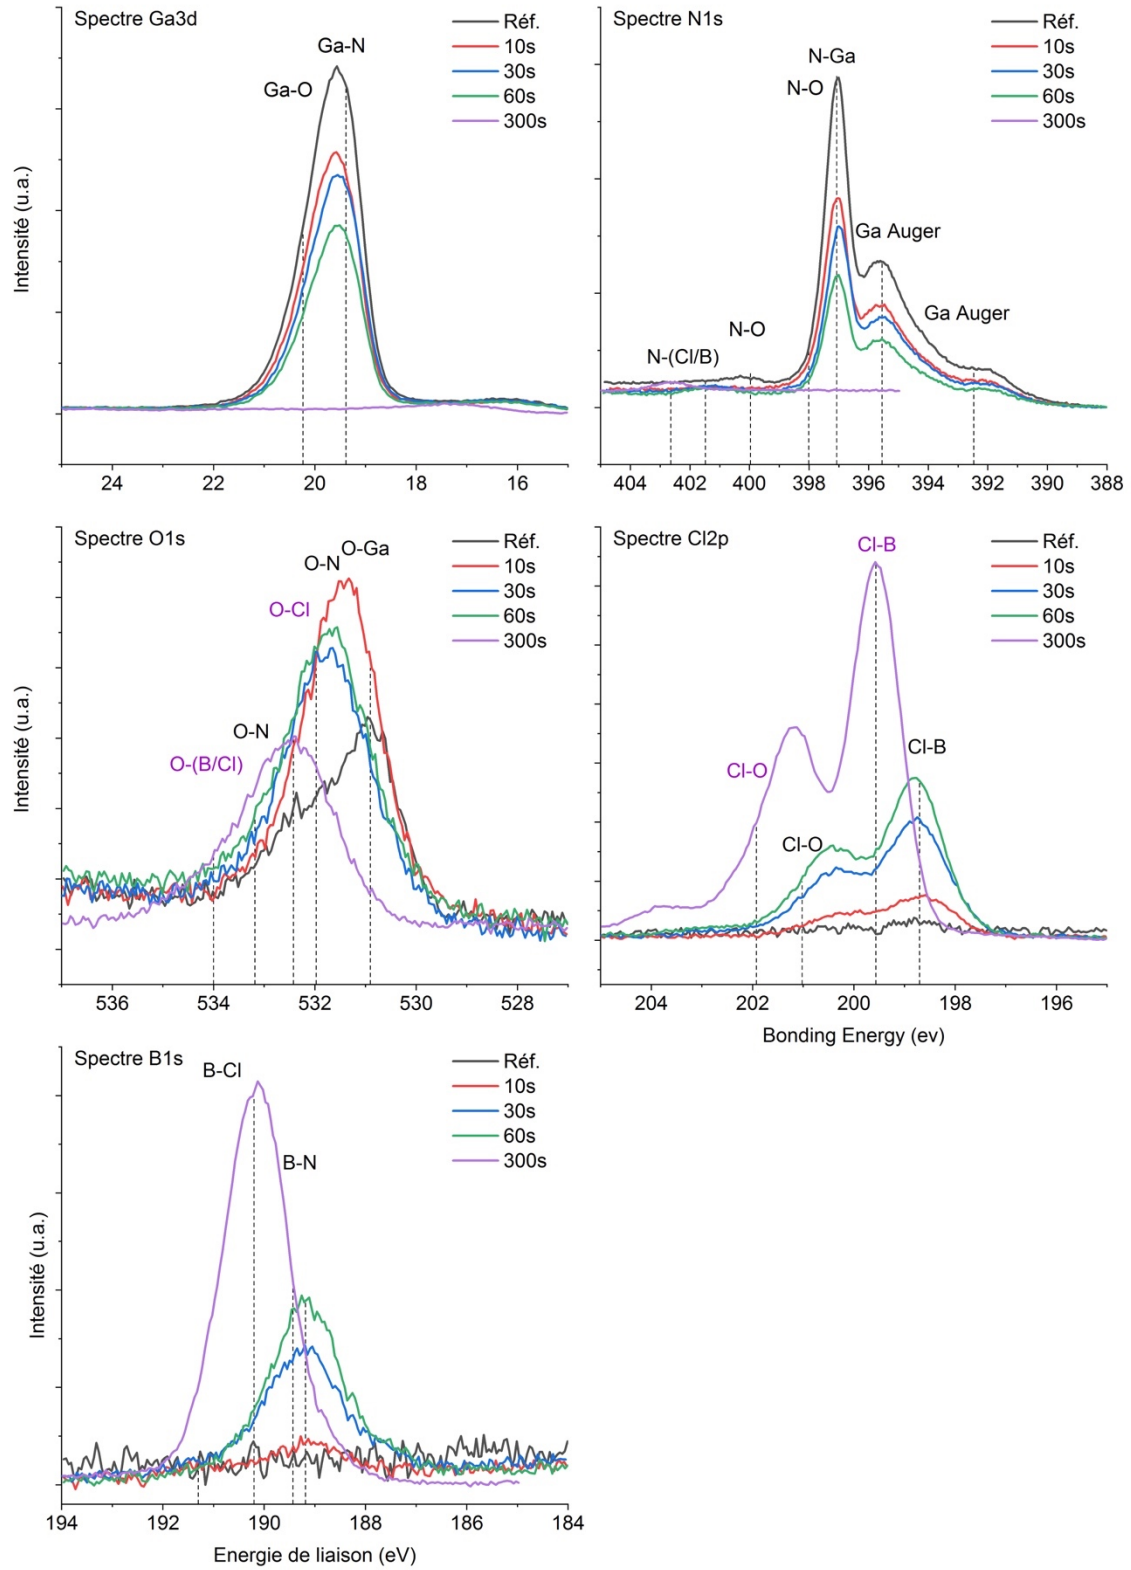 Spectre Ga3d
Réf.
10s
30s
60s
300s
Ga-N
Ga-O
Intensité (u.a.)
24 22 20 18 16
Spectre N1s
Réf.
10s
30s
60s
300s
N-Ga
N-O
Ga Auger
Ga Auger
N-O
N-(Cl/B)
404 402 400 398 396 394 392 390 388
Spectre O1s
Réf.
10s
30s
60s
300s
O-Ga
O-N
O-Cl
O-N
O-(B/Cl)
Intensité (u.a.)
536 534 532 530 528
Spectre Cl2p
Réf.
10s
30s
60s
300s
Cl-B
Cl-B
Cl-O
Cl-O
204 202 200 198 196
Bonding Energy (ev)
Spectre B1s
Réf.
10s
30s
60s
300s
B-Cl
B-N
Intensité (u.a.)
194 192 190 188 186 184
Energie de liaison (eV)